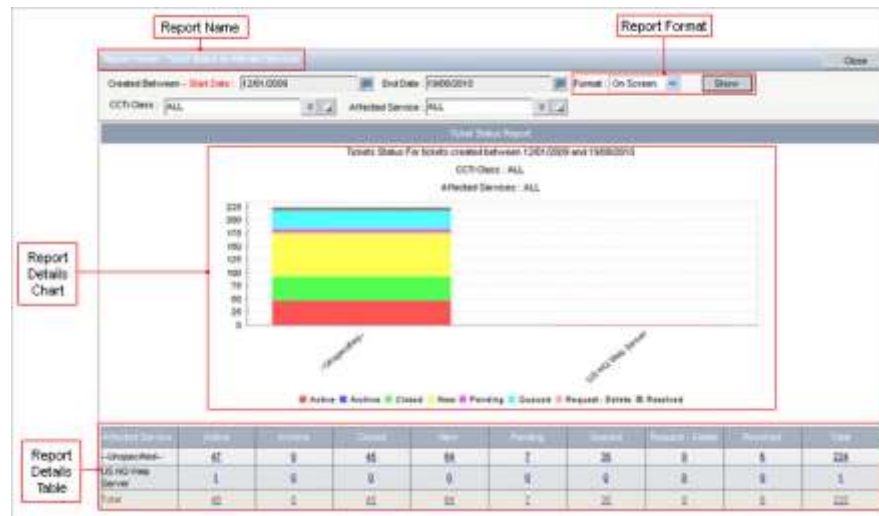 Report Name
Report Format
Close
Created Between -- Start Date : 12/01/2009 End Date 19/06/2010 Format : On Screen Show
CCTI Class : ALL Affected Service ALL
Ticket Status Report
Tickets Status For tickets created between 12/01/2009 and 19/06/2010
CCTI Class : ALL
Affected Services : ALL
225
200
175
150
125
100
75
50
25
0
Report
Details
Chart
--Unspecified--
US HQ Web Server
Active Archive Closed New Pending Queued Request - Delete Resolved
Report
Details
Table
Affected Service Active Archive Closed New Pending Queued Request - Delete Resolved Total
--Unspecified-- 47 0 45 84 7 35 0 6 224
US HQ Web
Server 1 0 0 0 0 0 0 0 1
Total